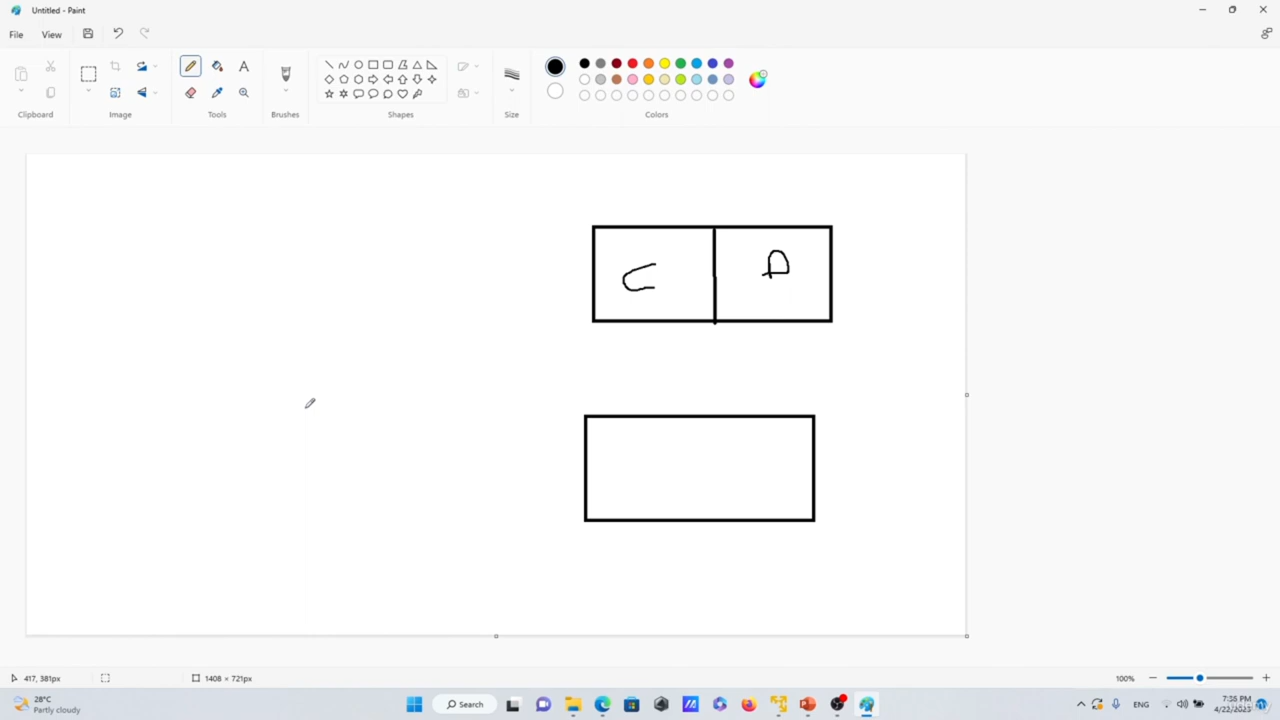 Untitled - Paint
File View
A
Clipboard Image Tools Brushes Shapes Size Colors
C D
417, 381px 1408 × 721px 100%
28°C
Partly cloudy
Search
ENG
7:35 PM